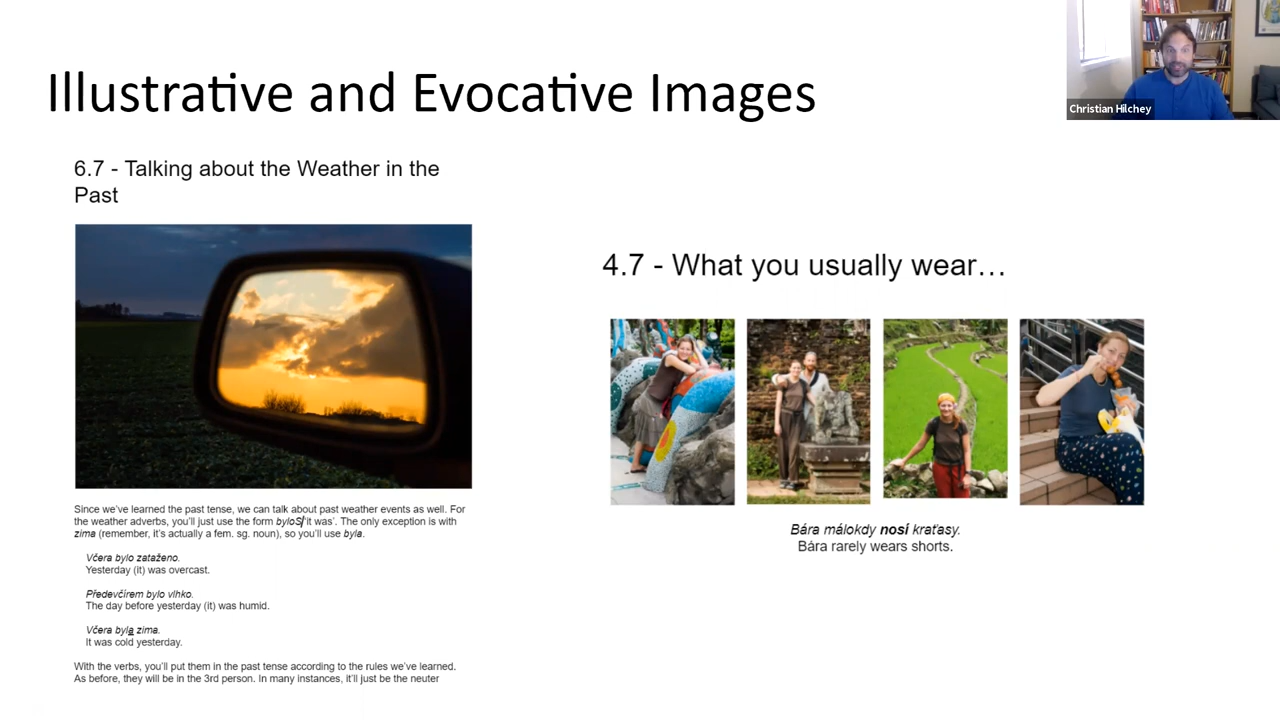 Illustrative and Evocative Images
Christian Hilchey
6.7 - Talking about the Weather in the
Past
Since we've learned the past tense, we can talk about past weather events as well. For
the weather adverbs, you'll just use the form byloS 'it was'. The only exception is with
zima (remember, it's actually a fem. sg. noun), so you'll use byla.
Včera bylo zataženo.
Yesterday (it) was overcast.
Předevčírem bylo vlhko.
The day before yesterday (it) was humid.
Včera byla zima.
It was cold yesterday.
With the verbs, you'll put them in the past tense according to the rules we've learned.
As before, they will be in the 3rd person. In many instances, it'll just be the neuter
4.7 - What you usually wear…
Bára málokdy nosí kraťasy.
Bára rarely wears shorts.